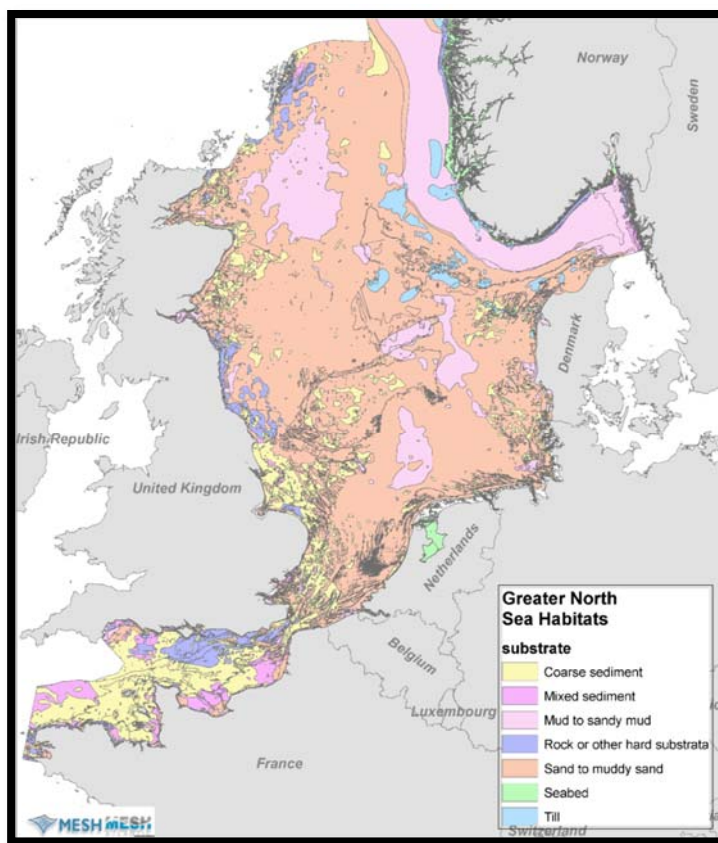 Norway
Sweden
Denmark
Irish Republic
United Kingdom
Netherlands
Belgium
Luxembourg
France
Greater North
Sea Habitats
substrate
Coarse sediment
Mixed sediment
Mud to sandy mud
Rock or other hard substrata
Sand to muddy sand
Seabed
Till
Switzerland
MESH MESH